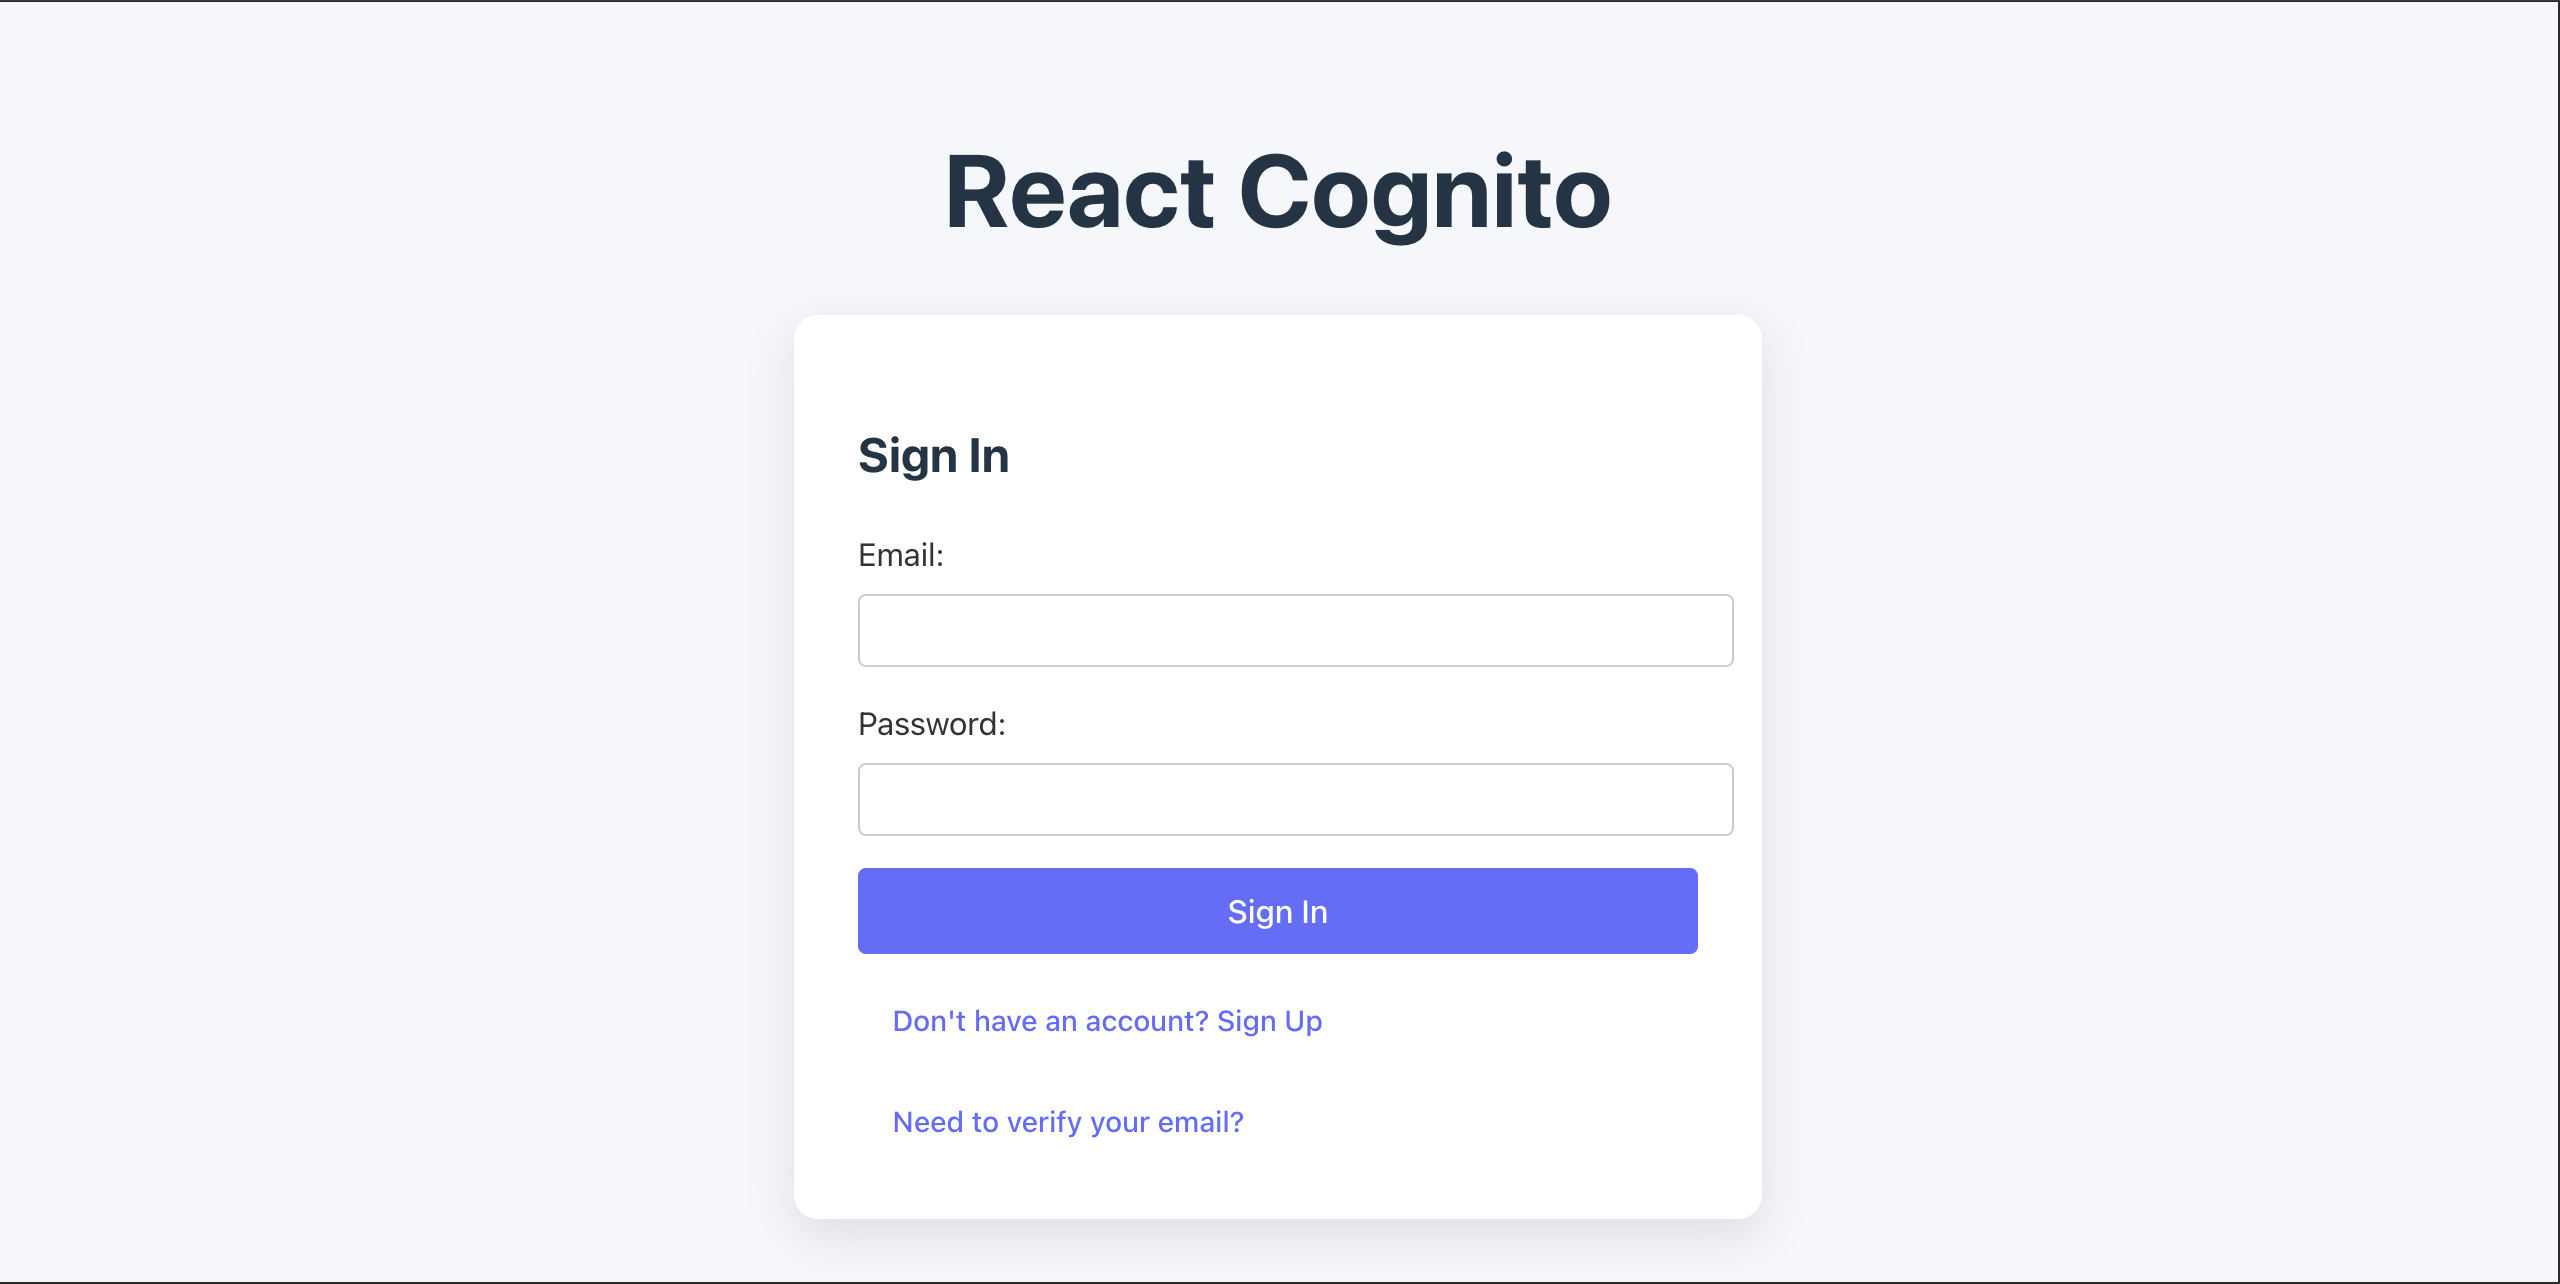 React Cognito
Sign In
Email:
Password:
Sign In
Don't have an account? Sign Up
Need to verify your email?